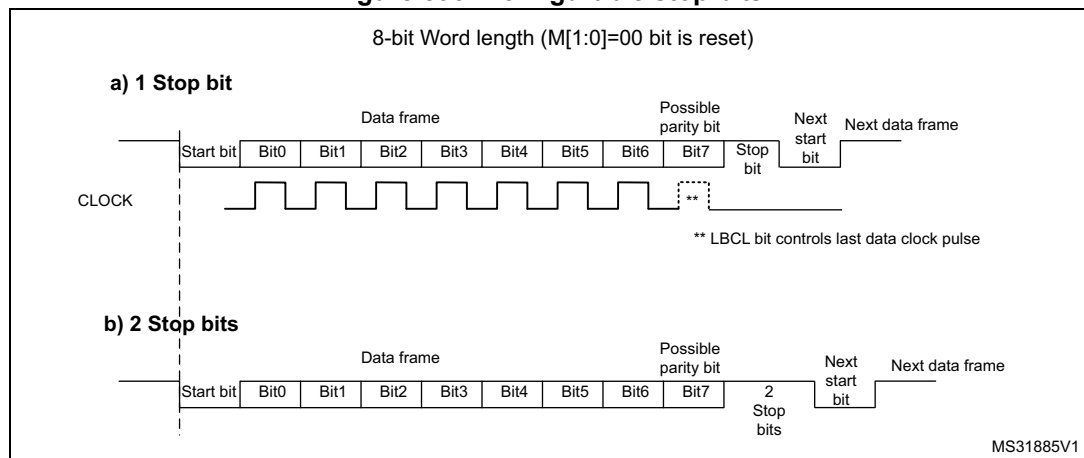 8-bit Word length (M[1:0]=00 bit is reset)
a) 1 Stop bit
Data frame
Possible
parity bit
Next
start
bit
Next data frame
Start bit Bit0 Bit1 Bit2 Bit3 Bit4 Bit5 Bit6 Bit7 Stop
bit
CLOCK
**
** LBCL bit controls last data clock pulse
b) 2 Stop bits
Data frame
Possible
parity bit
Next
start
bit
Next data frame
Start bit Bit0 Bit1 Bit2 Bit3 Bit4 Bit5 Bit6 Bit7 2
Stop
bits
MS31885V1